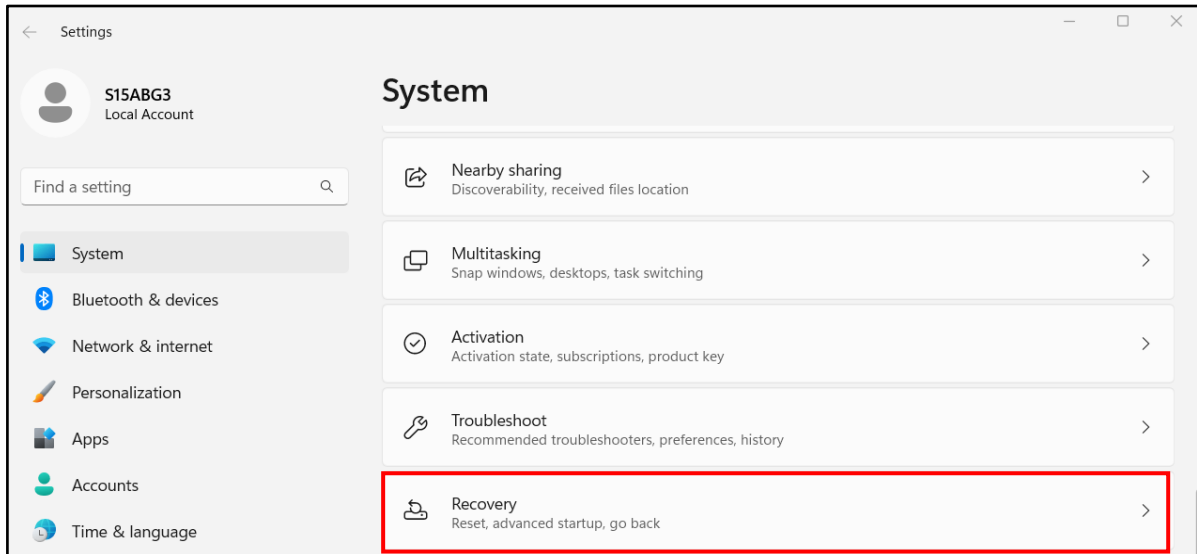 Settings
S15ABG3
Local Account
Find a setting
System
Bluetooth & devices
Network & internet
Personalization
Apps
Accounts
Time & language
System
Nearby sharing
Discoverability, received files location
Multitasking
Snap windows, desktops, task switching
Activation
Activation state, subscriptions, product key
Troubleshoot
Recommended troubleshooters, preferences, history
Recovery
Reset, advanced startup, go back